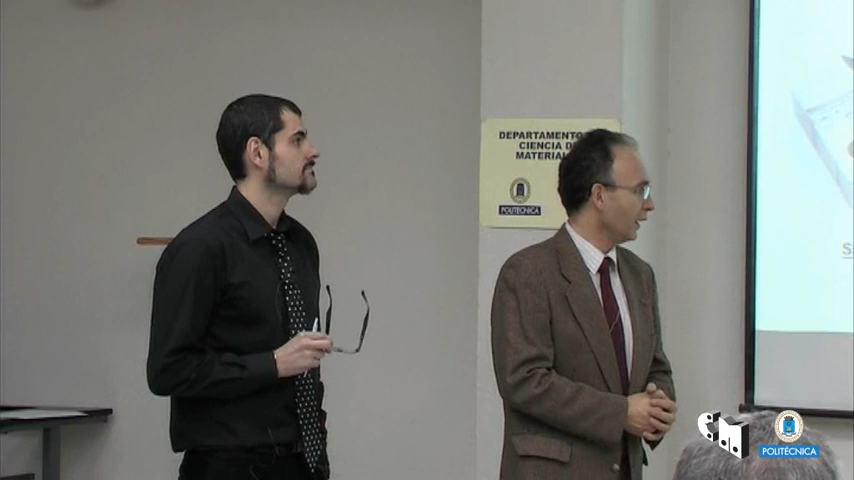 DEPARTAMENTO
CIENCIA D
MATERIAL
POLITÉCNICA
S
POLITÉCNICA